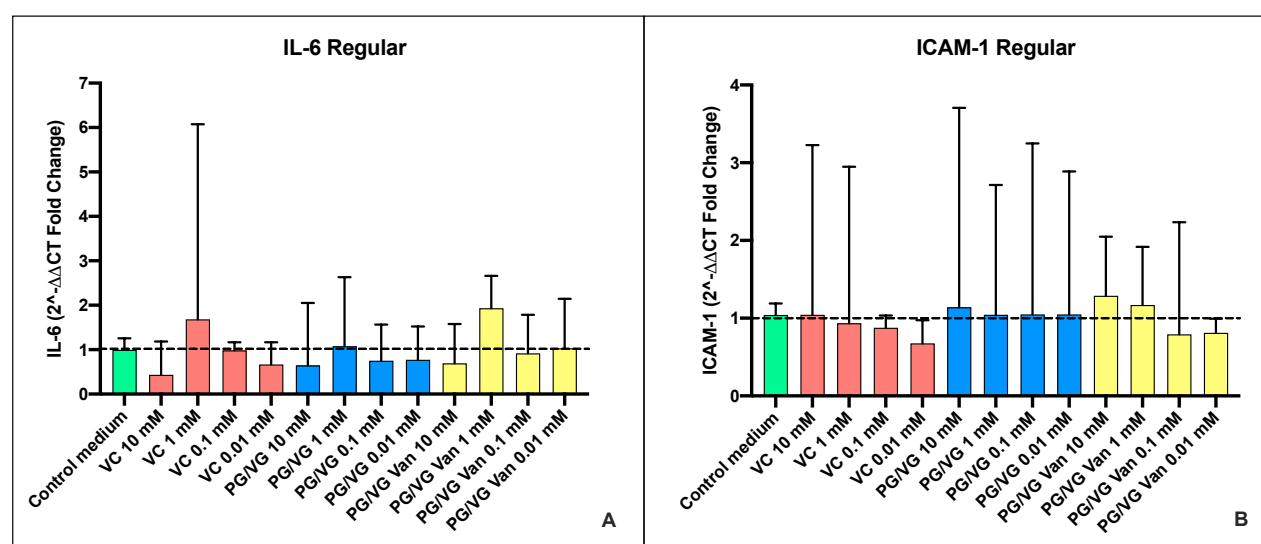 IL-6 Regular
IL-6 (2^-ΔΔCT Fold Change)
7
6
5
4
3
2
1
0
Control medium
VC 10 mM
VC 1 mM
VC 0.1 mM
VC 0.01 mM
PG/VG 10 mM
PG/VG 1 mM
PG/VG 0.1 mM
PG/VG 0.01 mM
PG/VG Van 10 mM
PG/VG Van 1 mM
PG/VG Van 0.1 mM
PG/VG Van 0.01 mM
A
ICAM-1 Regular
ICAM-1 (2^-ΔΔCT Fold Change)
4
3
2
1
0
Control medium
VC 10 mM
VC 1 mM
VC 0.1 mM
VC 0.01 mM
PG/VG 10 mM
PG/VG 1 mM
PG/VG 0.1 mM
PG/VG 0.01 mM
PG/VG Van 10 mM
PG/VG Van 1 mM
PG/VG Van 0.1 mM
PG/VG Van 0.01 mM
B